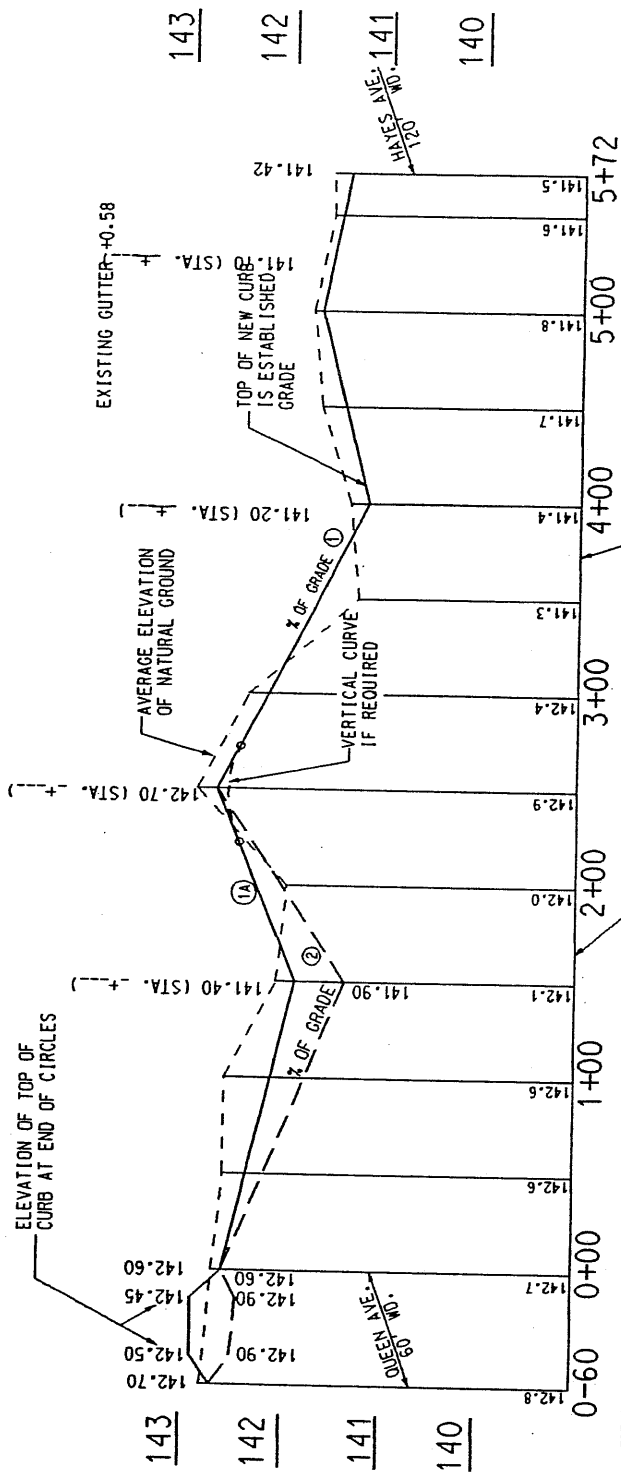 143
142
141
140
ELEVATION OF TOP OF
CURB AT END OF CIRCLES
142.70
142.50
142.45
142.60
142.90
142.90
142.60
QUEEN AVE.
60' WD.
% OF GRADE
2
1A
141.40 (STA. -+---)
141.90
142.70 (STA. -+---)
AVERAGE ELEVATION
OF NATURAL GROUND
VERTICAL CURVE
IF REQUIRED
% OF GRADE 1
141.20 (STA. +---)
EXISTING GUTTER +0.58
TOP OF NEW CURB
IS ESTABLISHED
GRADE
(STA. +---)
141.42
HAYES AVE.
120' WD.
143
142
141
140
142.8
142.7
142.6
142.6
142.1
142.0
142.9
142.4
141.3
141.4
141.7
141.8
141.6
141.5
0-60
0+00
1+00
2+00
3+00
4+00
5+00
5+72